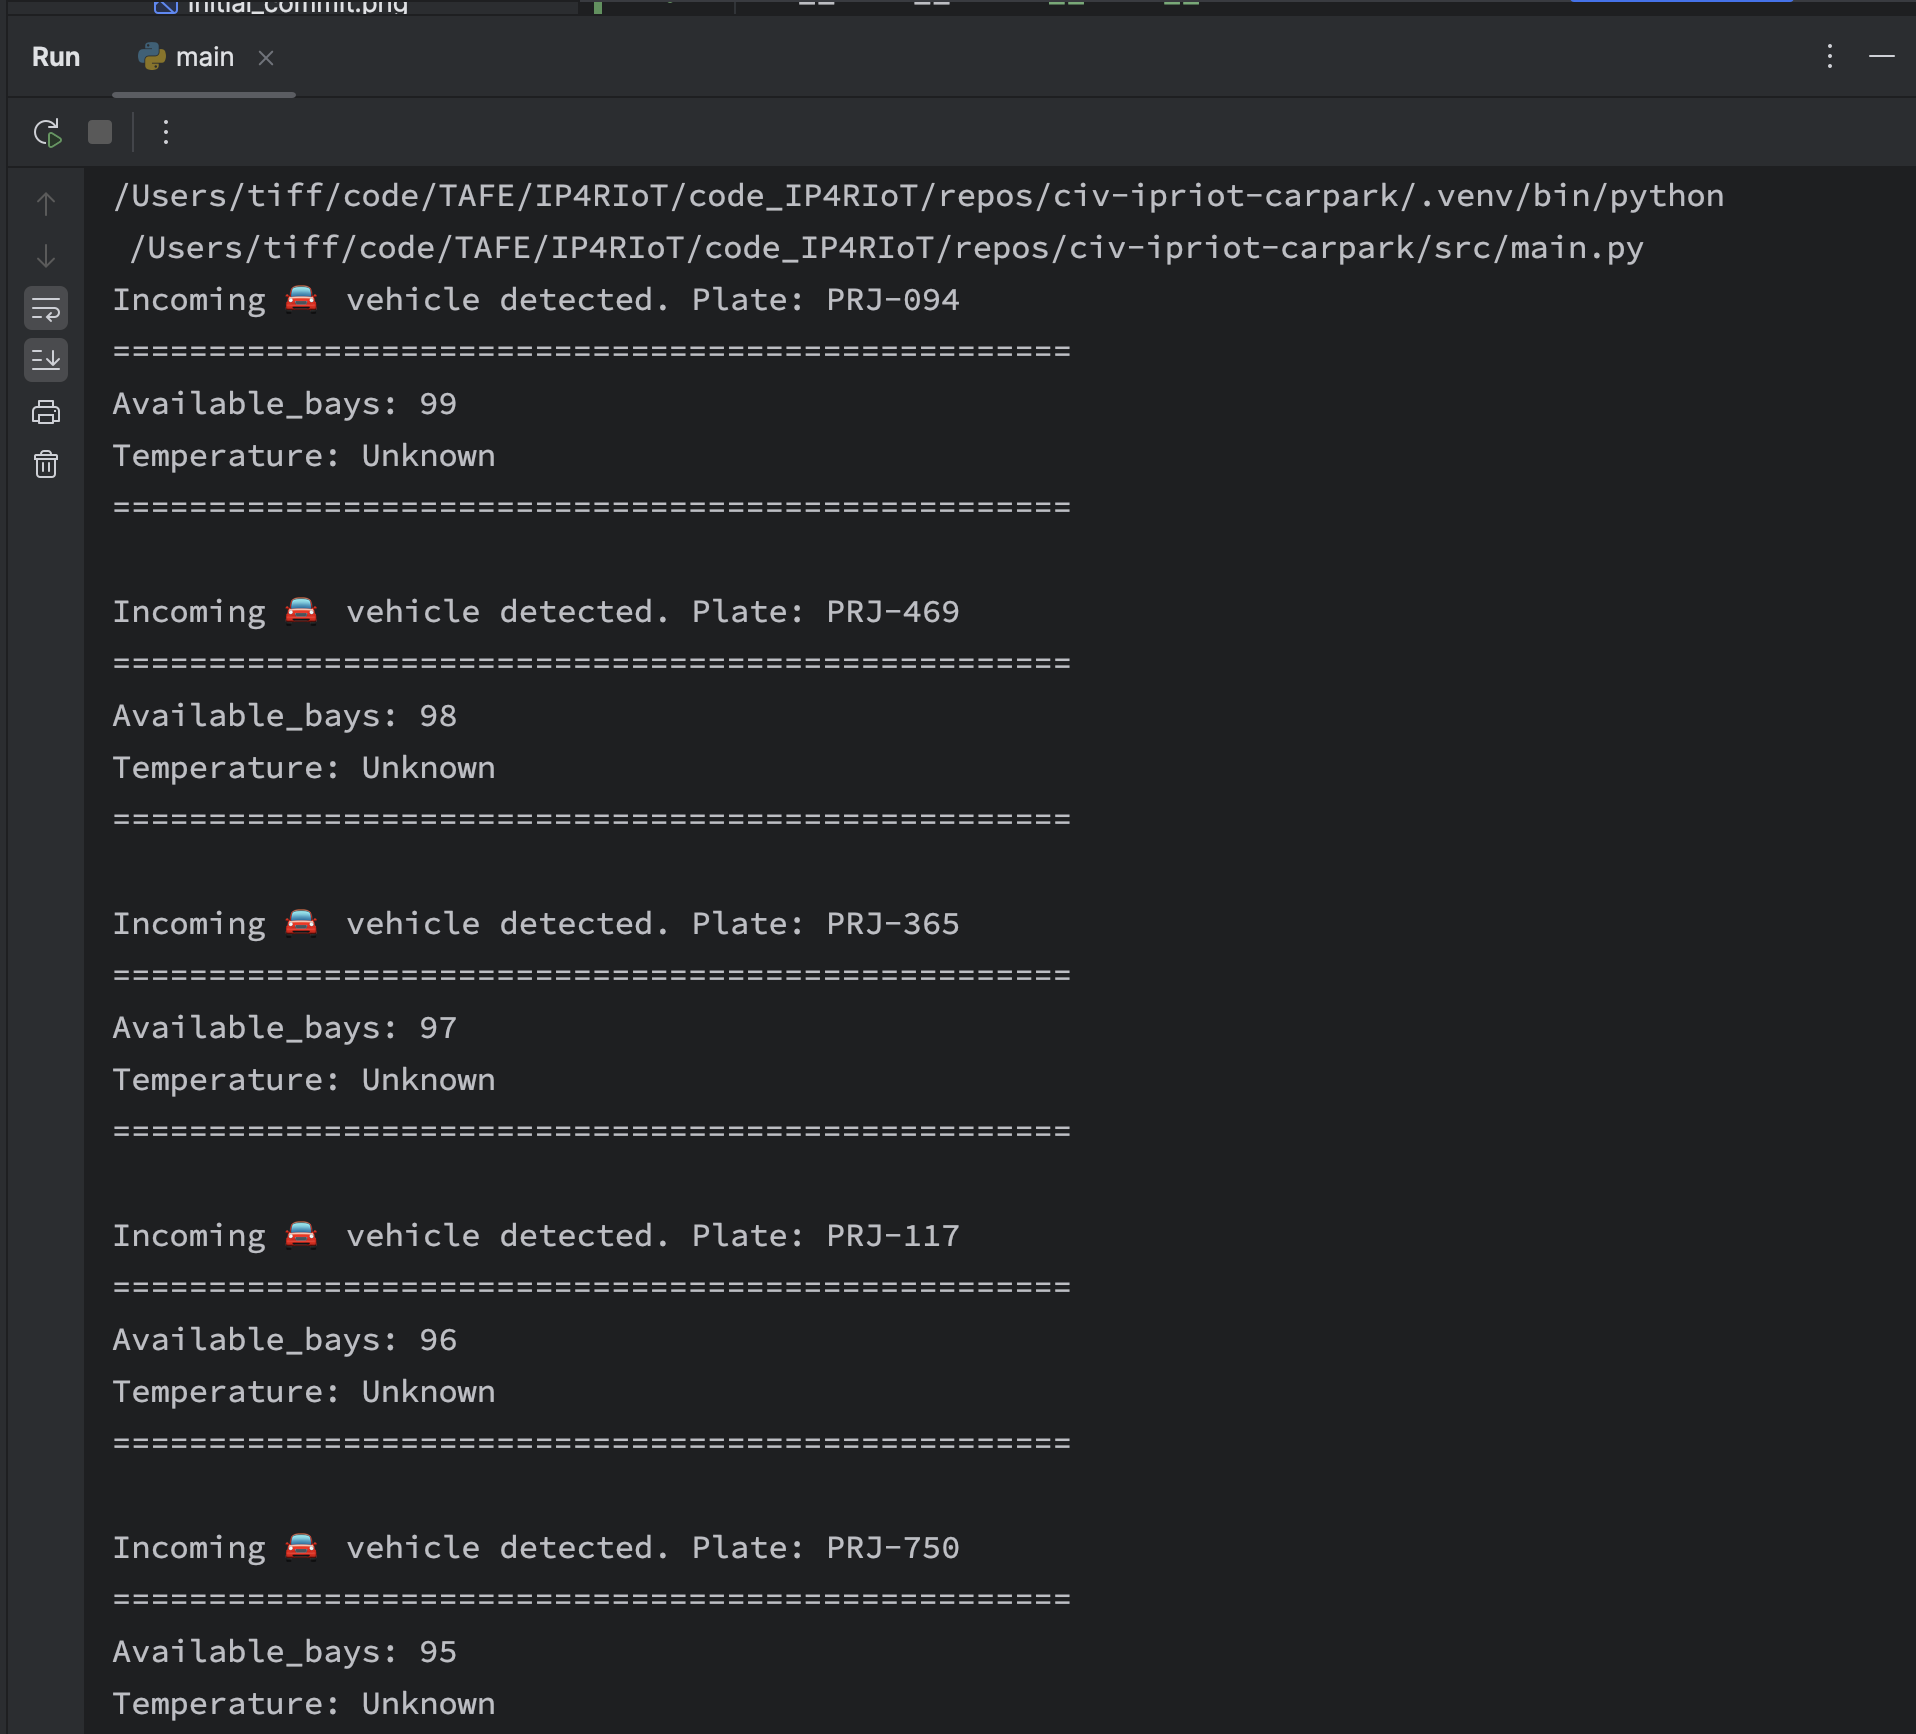 initial_commit.png
Run main
/Users/tiff/code/TAFE/IP4RIoT/code_IP4RIoT/repos/civ-ipriot-carpark/.venv/bin/python
/Users/tiff/code/TAFE/IP4RIoT/code_IP4RIoT/repos/civ-ipriot-carpark/src/main.py
Incoming 🚘 vehicle detected. Plate: PRJ-094
==================================================
Available_bays: 99
Temperature: Unknown
==================================================
Incoming 🚘 vehicle detected. Plate: PRJ-469
==================================================
Available_bays: 98
Temperature: Unknown
==================================================
Incoming 🚘 vehicle detected. Plate: PRJ-365
==================================================
Available_bays: 97
Temperature: Unknown
==================================================
Incoming 🚘 vehicle detected. Plate: PRJ-117
==================================================
Available_bays: 96
Temperature: Unknown
==================================================
Incoming 🚘 vehicle detected. Plate: PRJ-750
==================================================
Available_bays: 95
Temperature: Unknown